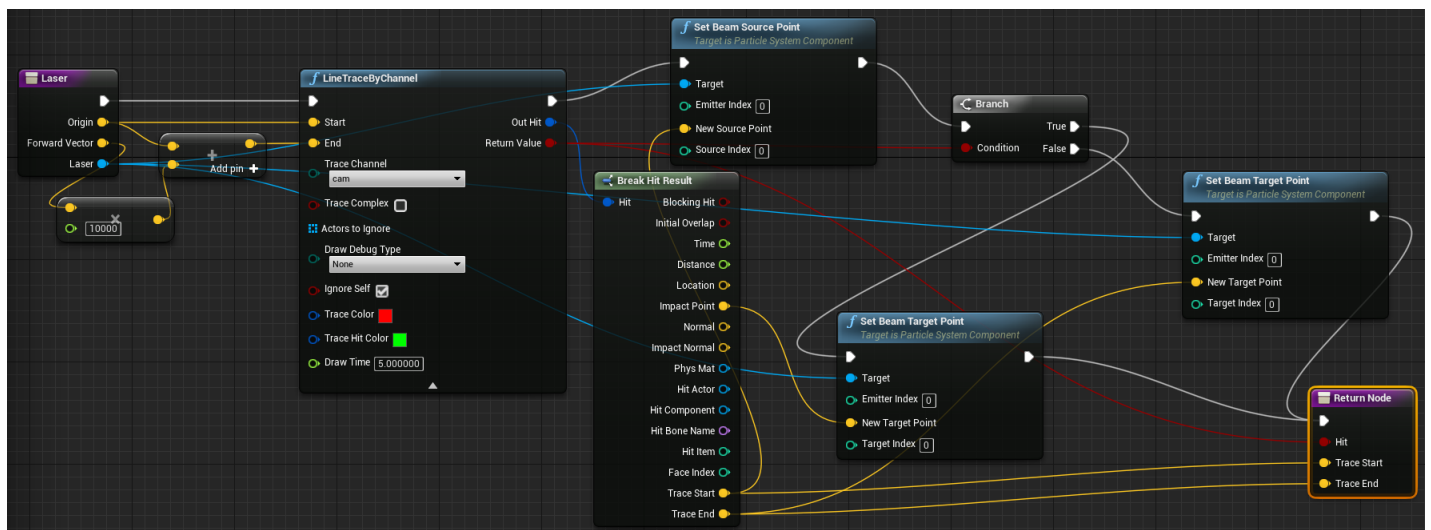 Laser
Origin
Forward Vector
Laser
Add pin +
10000
f LineTraceByChannel
Start
Out Hit
End
Return Value
Trace Channel
cam
Trace Complex
Actors to Ignore
Draw Debug Type
None
Ignore Self
Trace Color
Trace Hit Color
Draw Time 5.000000
f Set Beam Source Point
Target is Particle System Component
Target
Emitter Index 0
New Source Point
Source Index 0
Break Hit Result
Hit Blocking Hit
Initial Overlap
Time
Distance
Location
Impact Point
Normal
Impact Normal
Phys Mat
Hit Actor
Hit Component
Hit Bone Name
Hit Item
Face Index
Trace Start
Trace End
Branch
True
Condition False
f Set Beam Target Point
Target is Particle System Component
Target
Emitter Index 0
New Target Point
Target Index 0
f Set Beam Target Point
Target is Particle System Component
Target
Emitter Index 0
New Target Point
Target Index 0
Return Node
Hit
Trace Start
Trace End